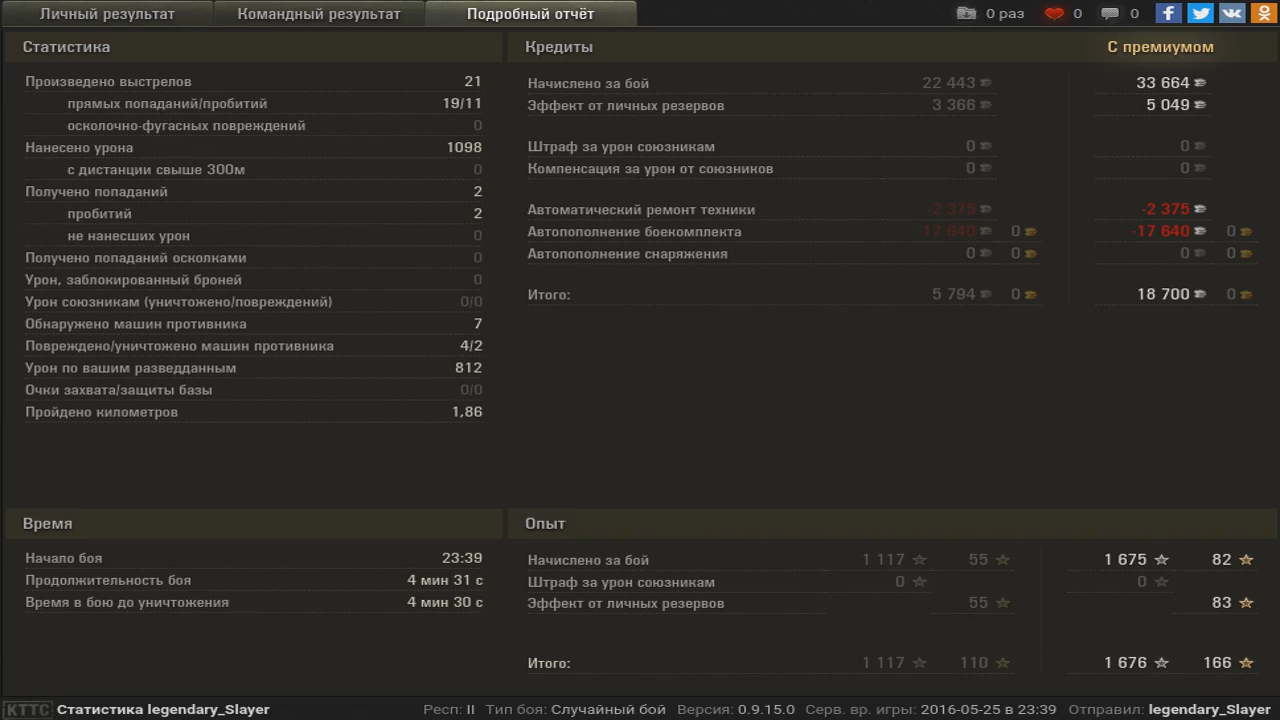 Личный результат Командный результат Подробный отчёт 0 раз 0 0
Статистика
Произведено выстрелов 21
прямых попаданий/пробитий 19/11
осколочно-фугасных повреждений 0
Нанесено урона 1098
с дистанции свыше 300м 0
Получено попаданий 2
пробитий 2
не нанесших урон 0
Получено попаданий осколками 0
Урон, заблокированный броней 0
Урон союзникам (уничтожено/повреждений) 0/0
Обнаружено машин противника 7
Повреждено/уничтожено машин противника 4/2
Урон по вашим разведданным 812
Очки захвата/защиты базы 0/0
Пройдено километров 1,86
Кредиты С премиумом
Начислено за бой 22 443 33 664
Эффект от личных резервов 3 366 5 049
Штраф за урон союзникам 0 0
Компенсация за урон от союзников 0 0
Автоматический ремонт техники -2 375 -2 375
Автопополнение боекомплекта -17 640 0 -17 640 0
Автопополнение снаряжения 0 0 0 0
Итого: 5 794 0 18 700 0
Время
Начало боя 23:39
Продолжительность боя 4 мин 31 с
Время в бою до уничтожения 4 мин 30 с
Опыт
Начислено за бой 1 117 55 1 675 82
Штраф за урон союзникам 0 0
Эффект от личных резервов 55 83
Итого: 1 117 110 1 676 166
КТТС Статистика legendary_Slayer Респ: II Тип боя: Случайный бой Версия: 0.9.15.0 Серв. вр. игры: 2016-05-25 в 23:39 Отправил: legendary_Slayer